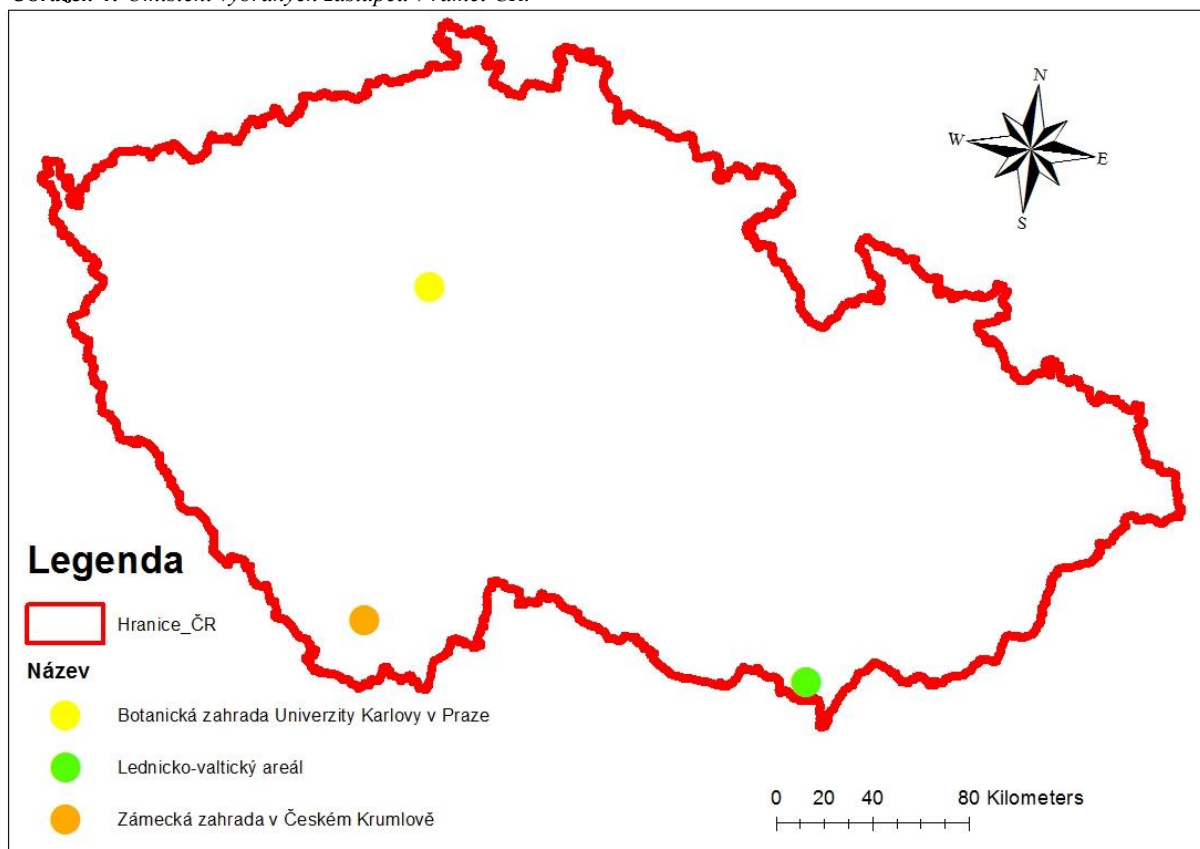 N
W
E
S
Legenda
Hranice_ČR
Název
Botanická zahrada Univerzity Karlovy v Praze
Lednicko-valtický areál
Zámecká zahrada v Českém Krumlově
0 20 40 80 Kilometers